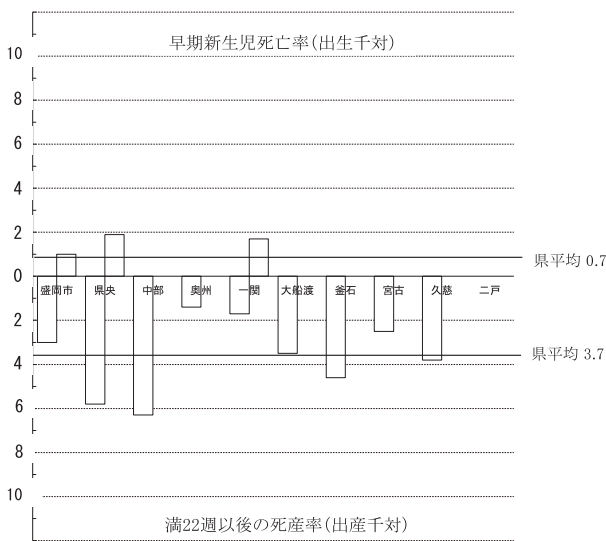 早期新生児死亡率(出生千対)
10
8
6
4
2
県平均 0.7
0
盛岡市 県央 中部 奥州 一関 大船渡 釜石 宮古 久慈 二戸
2
県平均 3.7
4
6
8
10
満22週以後の死産率(出産千対)